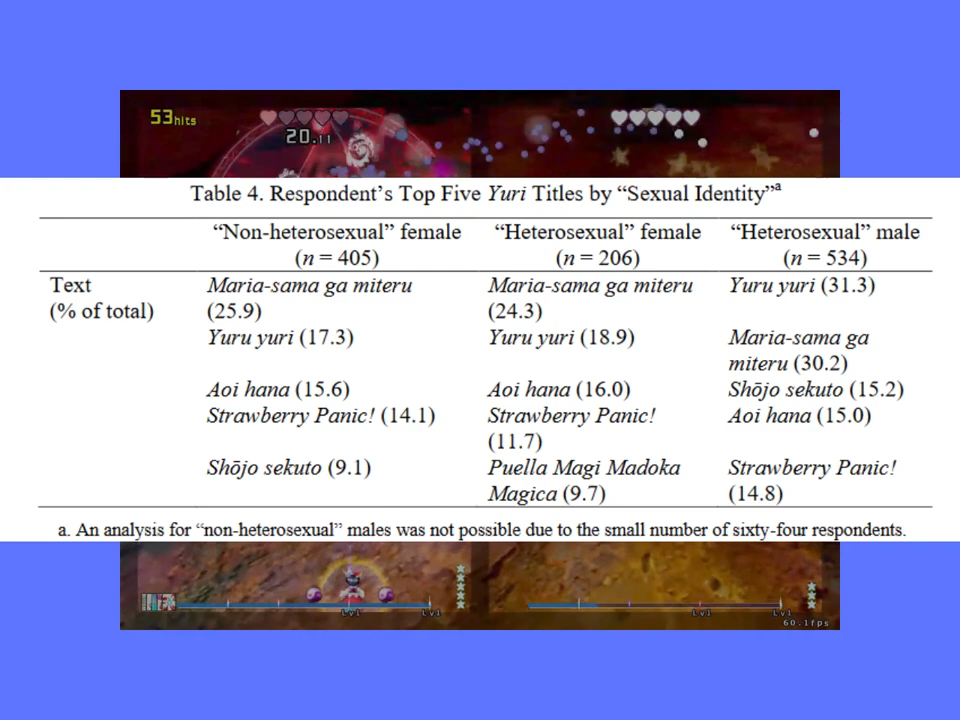 53hits
20.11
Table 4. Respondent's Top Five Yuri Titles by “Sexual Identity”a
“Non-heterosexual” female “Heterosexual” female “Heterosexual” male
(n = 405) (n = 206) (n = 534)
Text Maria-sama ga miteru Maria-sama ga miteru Yuru yuri (31.3)
(% of total) (25.9) (24.3)
Yuru yuri (17.3) Yuru yuri (18.9) Maria-sama ga
miteru (30.2)
Aoi hana (15.6) Aoi hana (16.0) Shōjo sekuto (15.2)
Strawberry Panic! (14.1) Strawberry Panic! Aoi hana (15.0)
(11.7)
Shōjo sekuto (9.1) Puella Magi Madoka Strawberry Panic!
Magica (9.7) (14.8)
a. An analysis for “non-heterosexual” males was not possible due to the small number of sixty-four respondents.
Lv1 Lv1 Lv1 Lv1
60.1fps